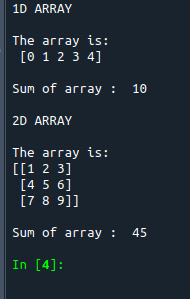 1D ARRAY
The array is:
[0 1 2 3 4]
Sum of array :  10
2D ARRAY
The array is:
[[1 2 3]
[4 5 6]
[7 8 9]]
Sum of array :  45
In [4]: